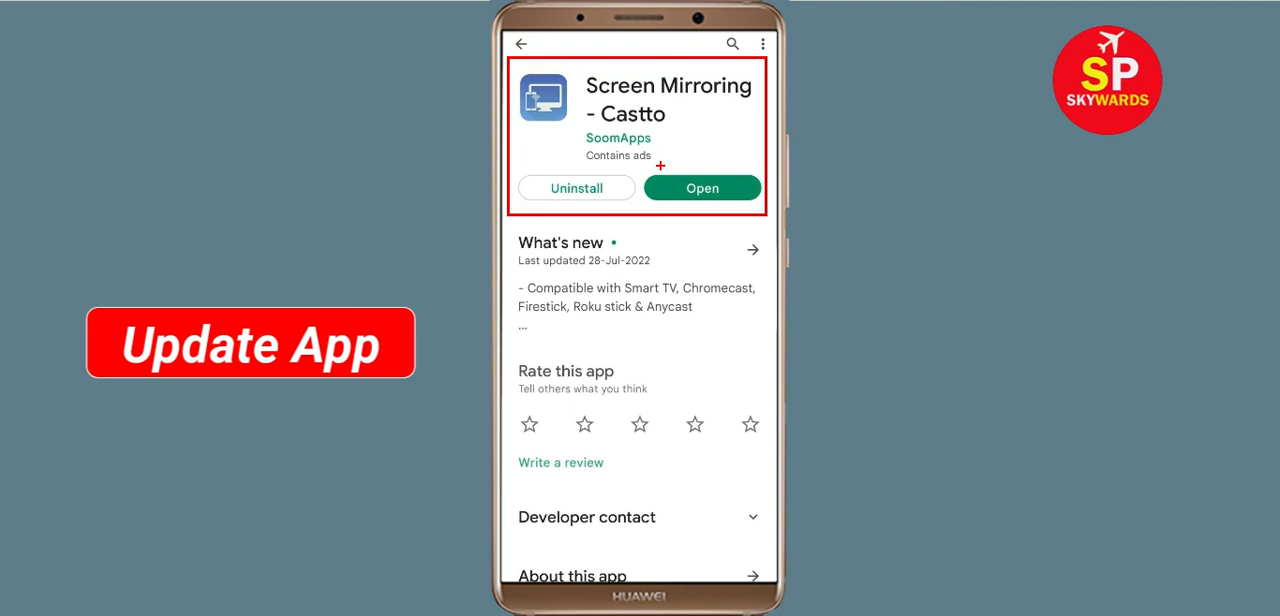 Screen Mirroring
- Castto
SoomApps
Contains ads
Uninstall
Open
What's new
Last updated 28-Jul-2022
- Compatible with Smart TV, Chromecast,
Firestick, Roku stick & Anycast
...
Rate this app
Tell others what you think
Write a review
Developer contact
About this app
HUAWEI
Update App
SP
SKYWARDS